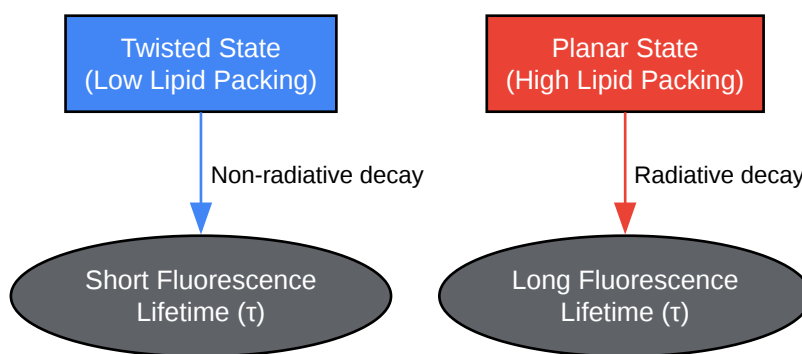 Twisted State
(Low Lipid Packing)
Planar State
(High Lipid Packing)
Non-radiative decay
Radiative decay
Short Fluorescence
Lifetime (τ)
Long Fluorescence
Lifetime (τ)